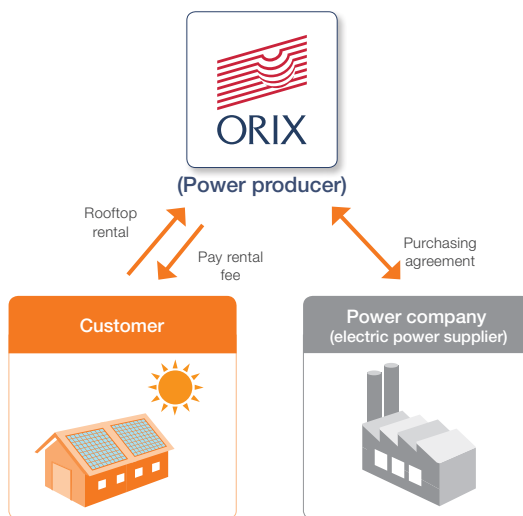 ORIX
(Power producer)
Rooftop
rental
Pay rental
fee
Purchasing
agreement
Customer
Power company
(electric power supplier)